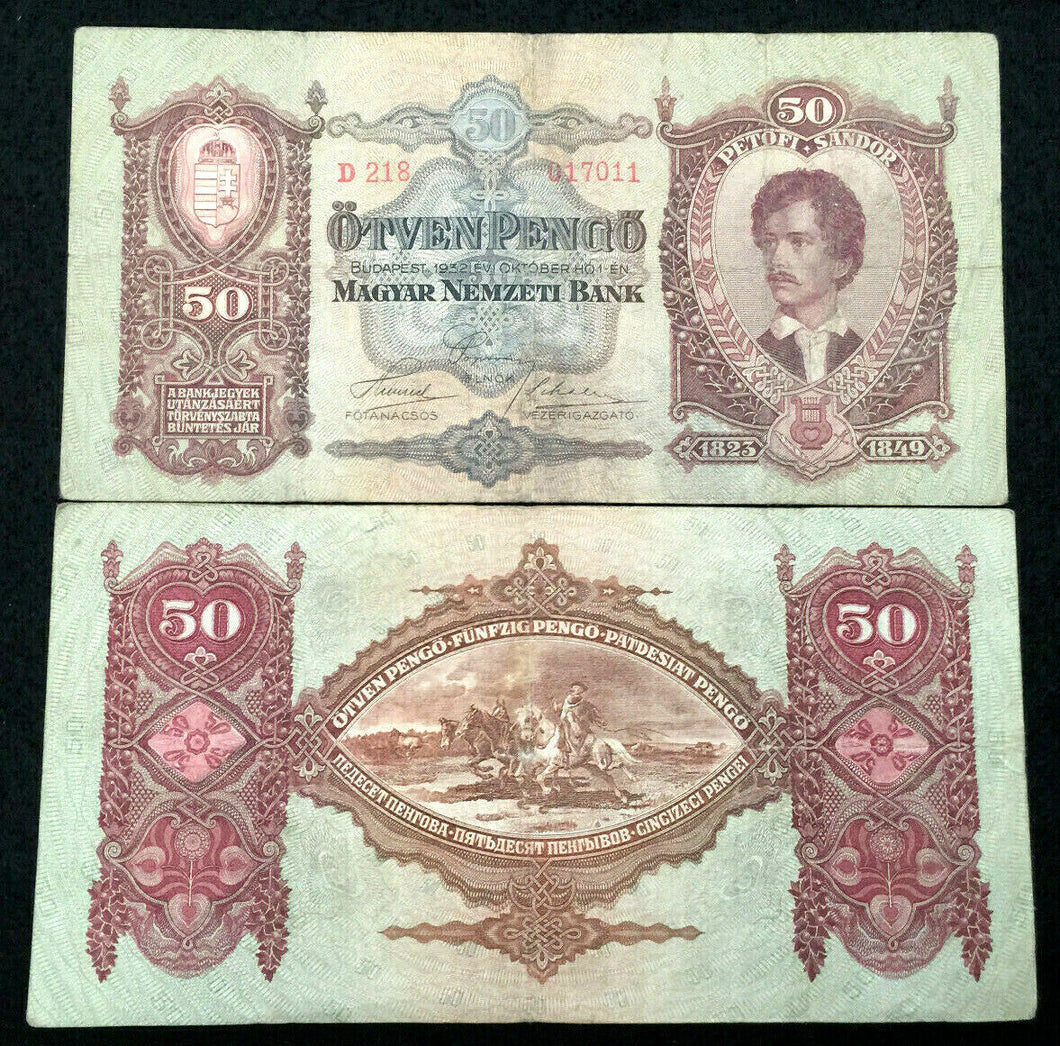 50
PETŐFI · SÁNDOR
50
D 218 017011
ÖTVEN PENGŐ
BUDAPEST, 1932 ÉVI OKTÓBER HÓ 1-ÉN
MAGYAR NEMZETI BANK
50
ELNÖK
FŐTANÁCSOS VEZÉRIGAZGATÓ
A BANKJEGYEK
UTÁNZÁSÁÉRT
TÖRVÉNYSZABTA
BÜNTETÉS JÁR
1823 1849
50
50
ÖTVEN PENGŐ · FÜNFZIG PENGŐ · PÄTDESIAT PENGŐ
ПЕДЕСЕТ ПЕНГОВА · ПЯТЬДЕСЯТ ПЕНГЫВОВ · CINCIZECI PENGEI